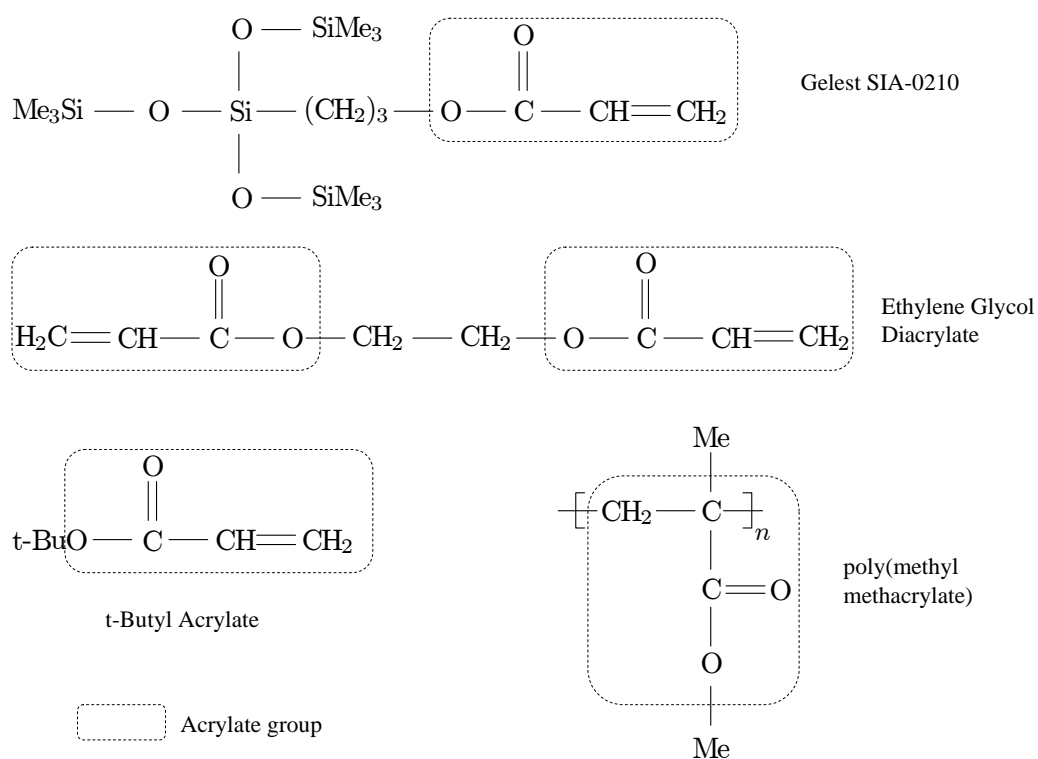 O — SiMe₃
O
Me₃Si — O — Si — (CH₂)₃ — O — C — CH═CH₂
Gelest SIA-0210
O — SiMe₃
O
O
H₂C═CH — C — O — CH₂ — CH₂ — O — C — CH═CH₂
Ethylene Glycol
Diacrylate
O
t-BuO — C — CH═CH₂
t-Butyl Acrylate
Me
[CH₂ — C]n
C═O
O
Me
poly(methyl
methacrylate)
Acrylate group